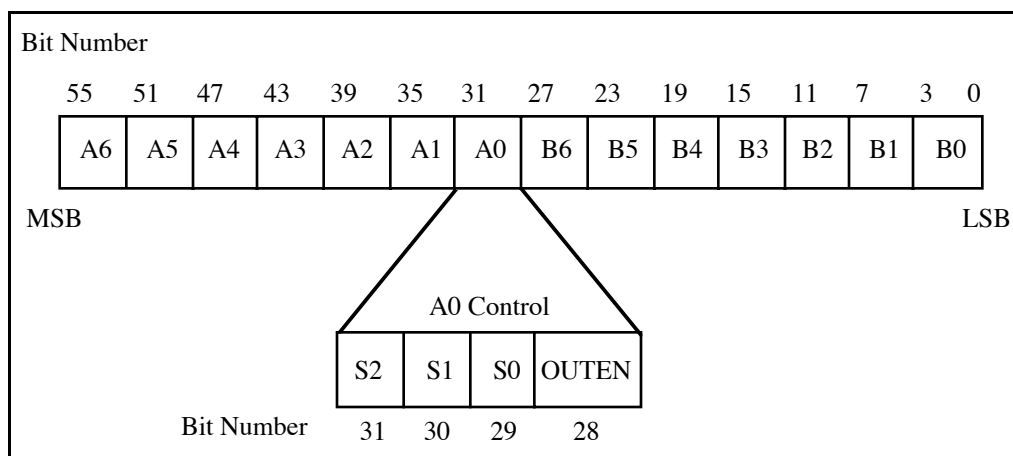 Bit Number
55 51 47 43 39 35 31 27 23 19 15 11 7 3 0
A6 A5 A4 A3 A2 A1 A0 B6 B5 B4 B3 B2 B1 B0
MSB LSB
A0 Control
S2 S1 S0 OUTEN
Bit Number 31 30 29 28